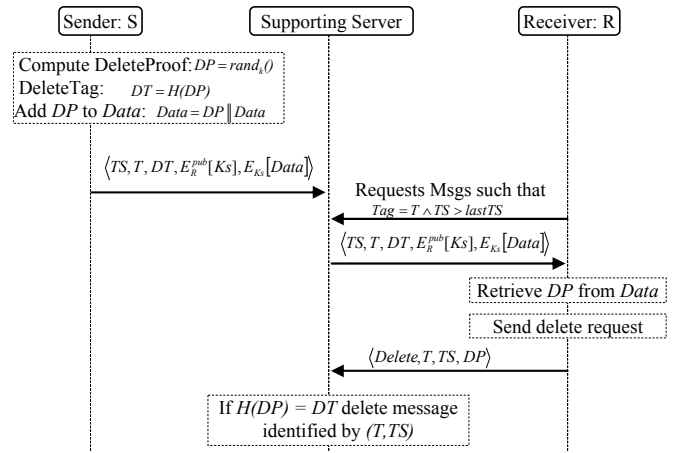 Sender: S
Supporting Server
Receiver: R
Compute DeleteProof: DP = rand_k()
DeleteTag: DT = H(DP)
Add DP to Data: Data = DP ‖ Data
⟨TS, T, DT, E_R^pub[Ks], E_Ks[Data]⟩
Requests Msgs such that
Tag = T ∧ TS > lastTS
⟨TS, T, DT, E_R^pub[Ks], E_Ks[Data]⟩
Retrieve DP from Data
Send delete request
⟨Delete, T, TS, DP⟩
If H(DP) = DT delete message
identified by (T,TS)